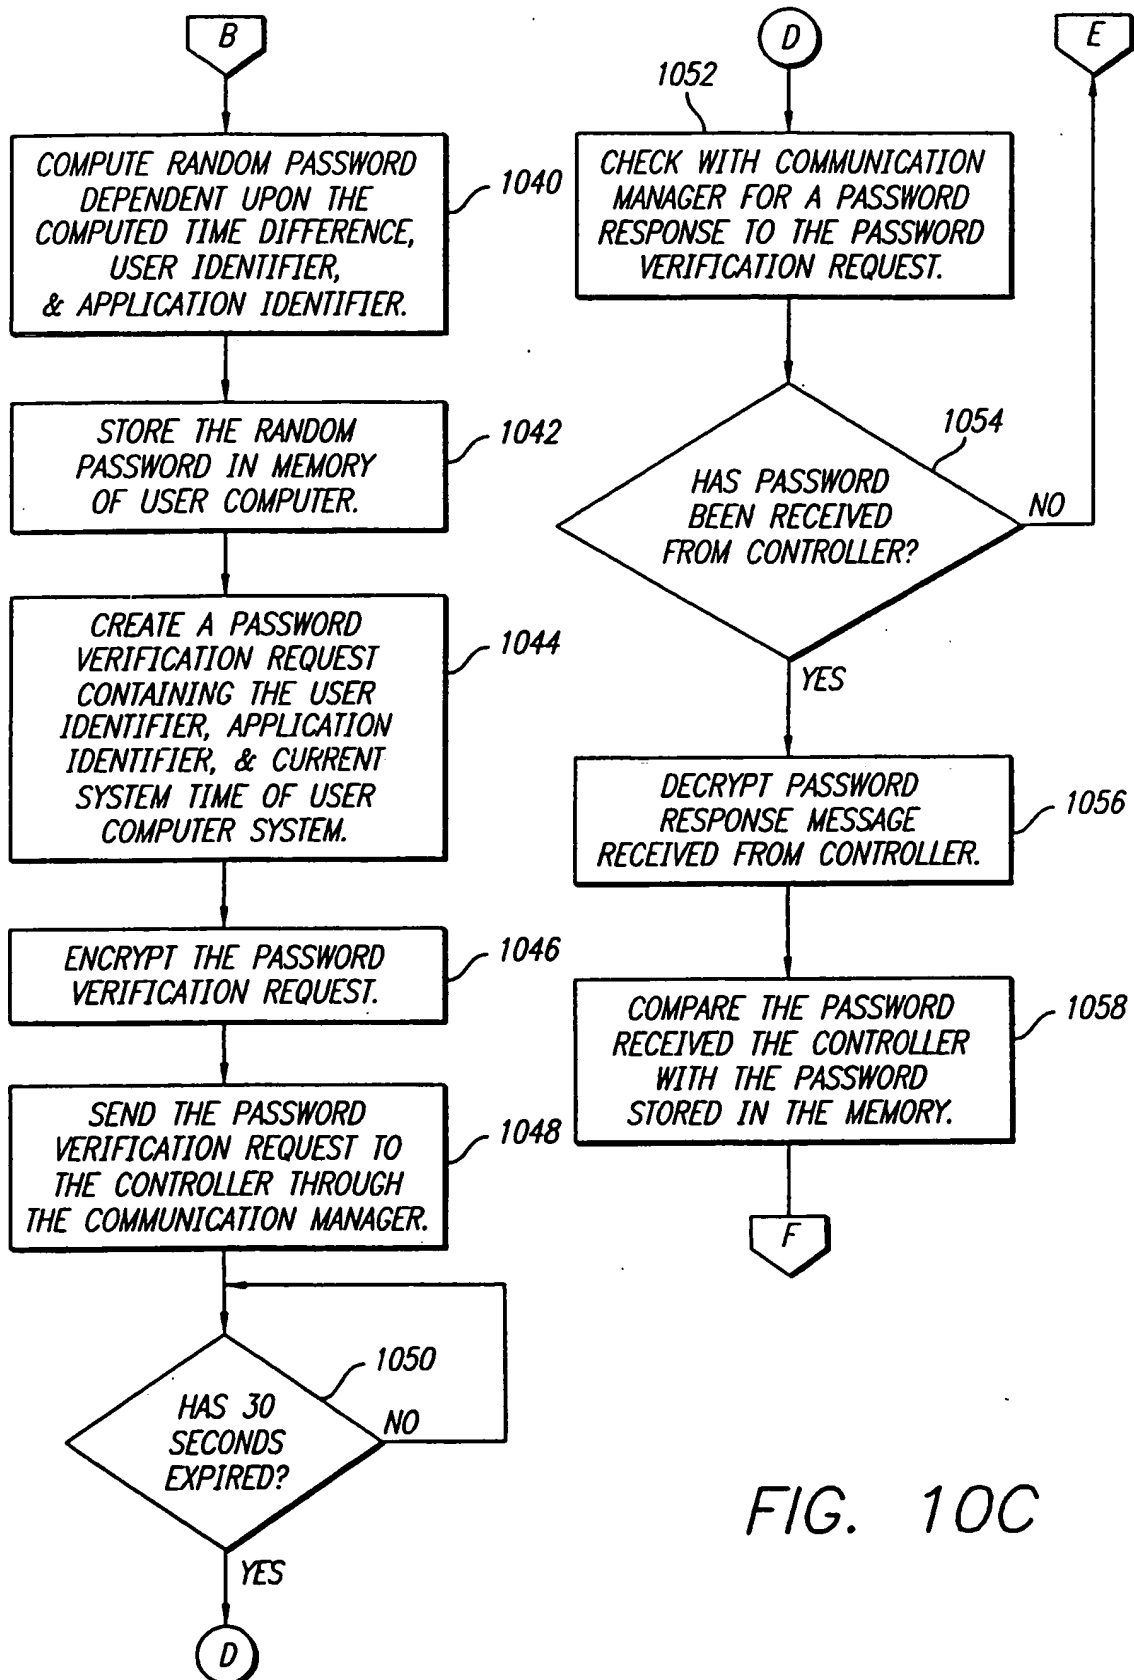 B
COMPUTE RANDOM PASSWORD
DEPENDENT UPON THE
COMPUTED TIME DIFFERENCE,
USER IDENTIFIER,
& APPLICATION IDENTIFIER.
1040
STORE THE RANDOM
PASSWORD IN MEMORY
OF USER COMPUTER.
1042
CREATE A PASSWORD
VERIFICATION REQUEST
CONTAINING THE USER
IDENTIFIER, APPLICATION
IDENTIFIER, & CURRENT
SYSTEM TIME OF USER
COMPUTER SYSTEM.
1044
ENCRYPT THE PASSWORD
VERIFICATION REQUEST.
1046
SEND THE PASSWORD
VERIFICATION REQUEST TO
THE CONTROLLER THROUGH
THE COMMUNICATION MANAGER.
1048
HAS 30
SECONDS
EXPIRED?
1050
NO
YES
D
D
1052
CHECK WITH COMMUNICATION
MANAGER FOR A PASSWORD
RESPONSE TO THE PASSWORD
VERIFICATION REQUEST.
HAS PASSWORD
BEEN RECEIVED
FROM CONTROLLER?
1054
NO
E
YES
DECRYPT PASSWORD
RESPONSE MESSAGE
RECEIVED FROM CONTROLLER.
1056
COMPARE THE PASSWORD
RECEIVED THE CONTROLLER
WITH THE PASSWORD
STORED IN THE MEMORY.
1058
F
FIG. 10C